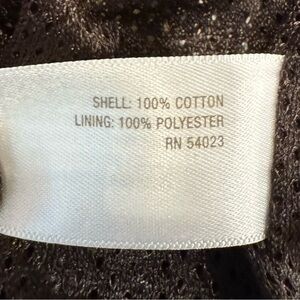 SHELL: 100% COTTON
LINING: 100% POLYESTER
RN 54023